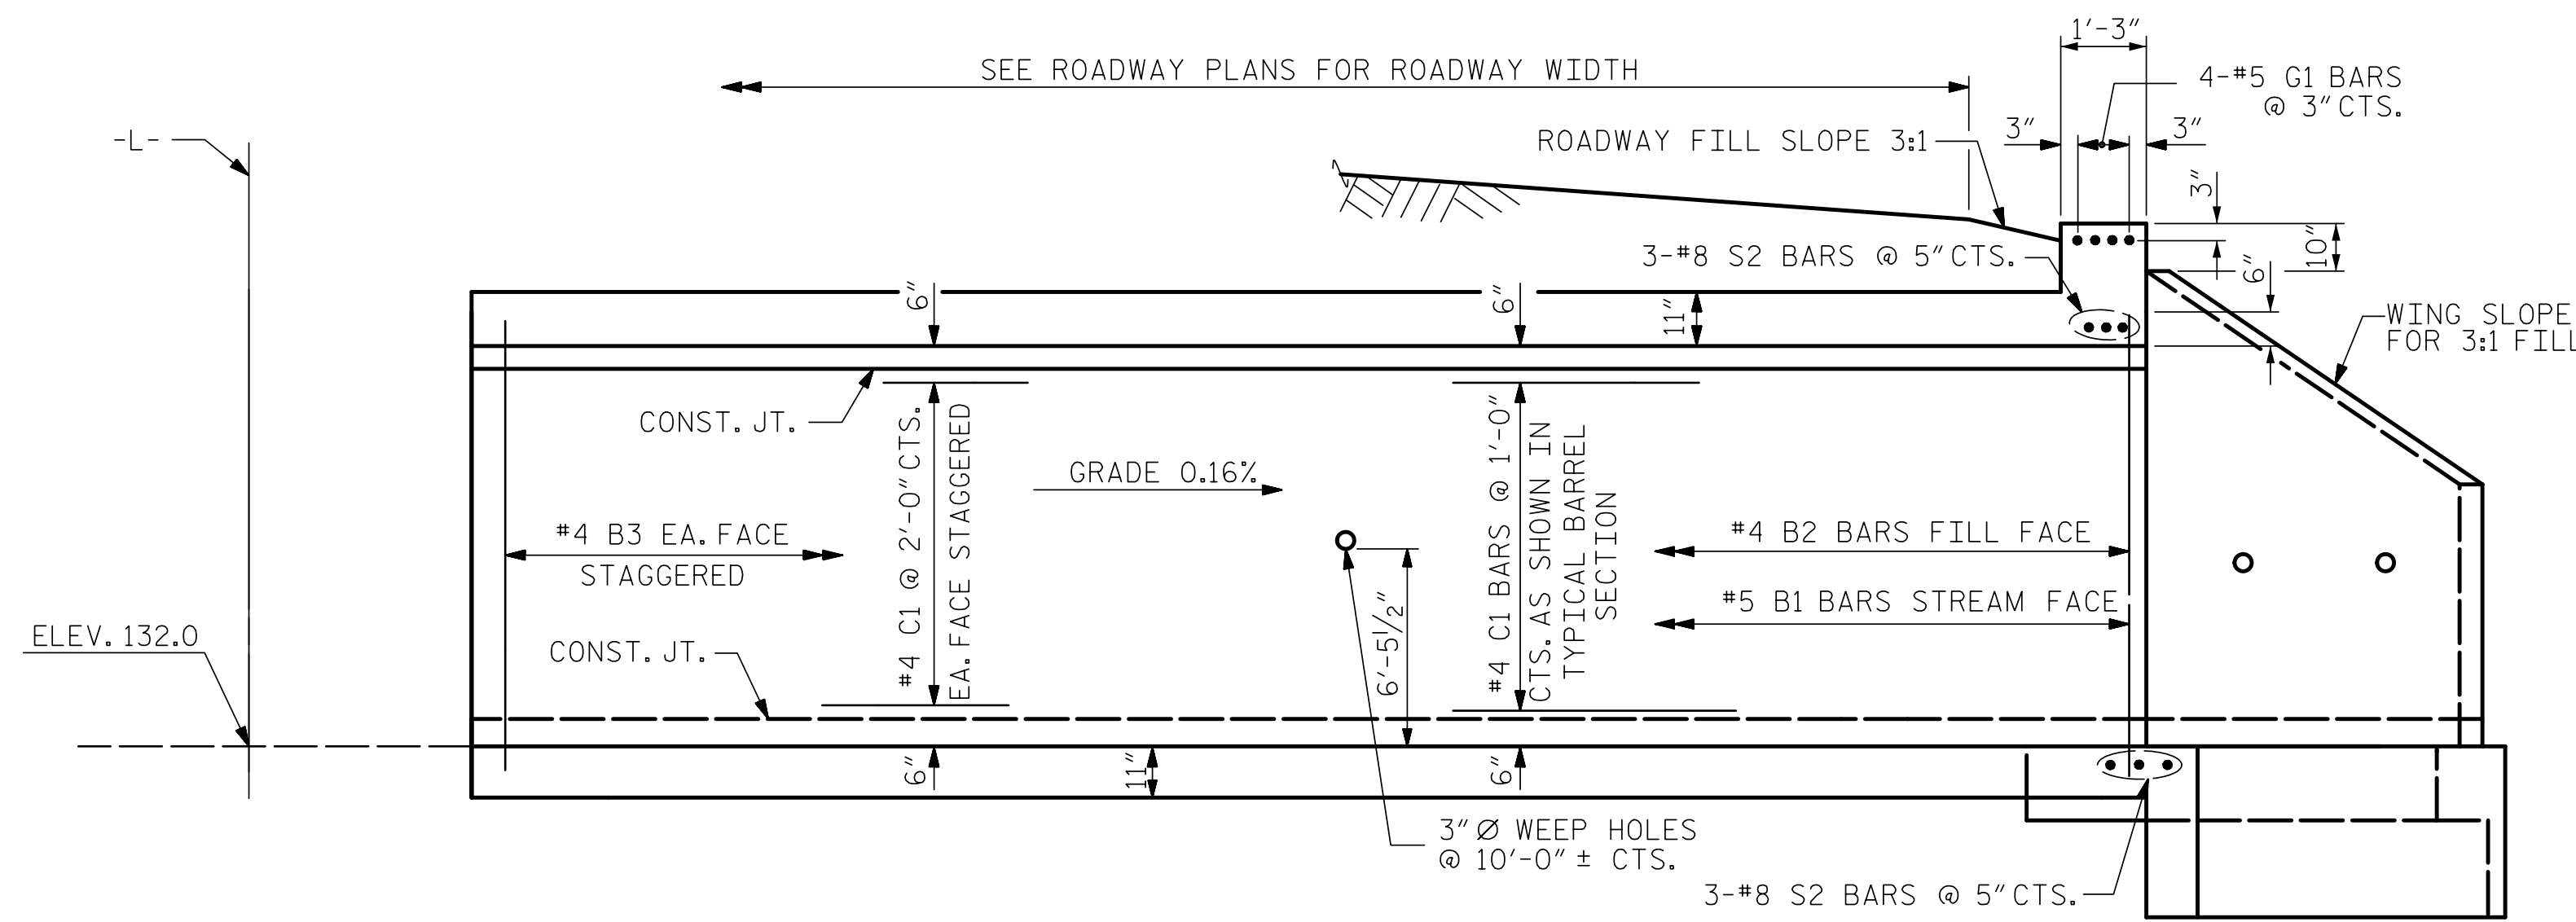 1'-3"
SEE ROADWAY PLANS FOR ROADWAY WIDTH
4-#5 G1 BARS
@ 3" CTS.
-L-
ROADWAY FILL SLOPE 3:1
3"
3"
3"
10"
6"
3-#8 S2 BARS @ 5" CTS.
6"
6"
11"
WING SLOPE
FOR 3:1 FILL
CONST. JT.
#4 C1 @ 2'-0" CTS.
EA. FACE STAGGERED
GRADE 0.16%
#4 C1 BARS @ 1'-0"
CTS. AS SHOWN IN
TYPICAL BARREL
SECTION
#4 B3 EA. FACE
STAGGERED
#4 B2 BARS FILL FACE
#5 B1 BARS STREAM FACE
6'-5½"
ELEV. 132.0
CONST. JT.
6"
11"
6"
3" Ø WEEP HOLES
@ 10'-0" ± CTS.
3-#8 S2 BARS @ 5" CTS.